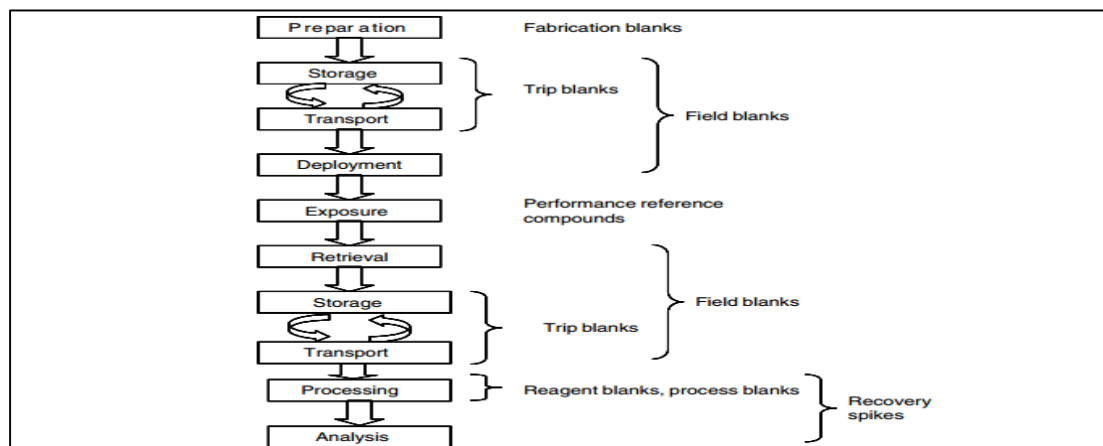 Preparation
Fabrication blanks
Storage
Trip blanks
Transport
Field blanks
Deployment
Exposure
Performance reference
compounds
Retrieval
Storage
Field blanks
Trip blanks
Transport
Processing
Reagent blanks, process blanks
Recovery
spikes
Analysis